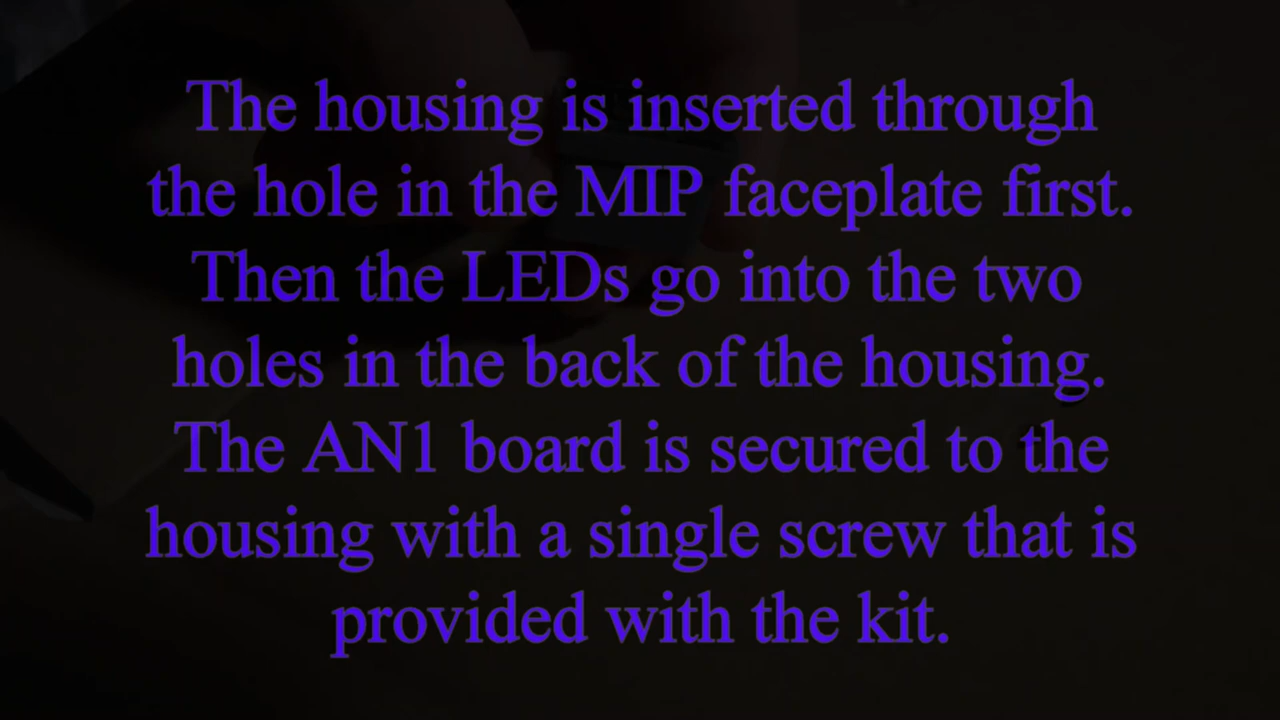 The housing is inserted through
the hole in the MIP faceplate first.
Then the LEDs go into the two
holes in the back of the housing.
The AN1 board is secured to the
housing with a single screw that is
provided with the kit.